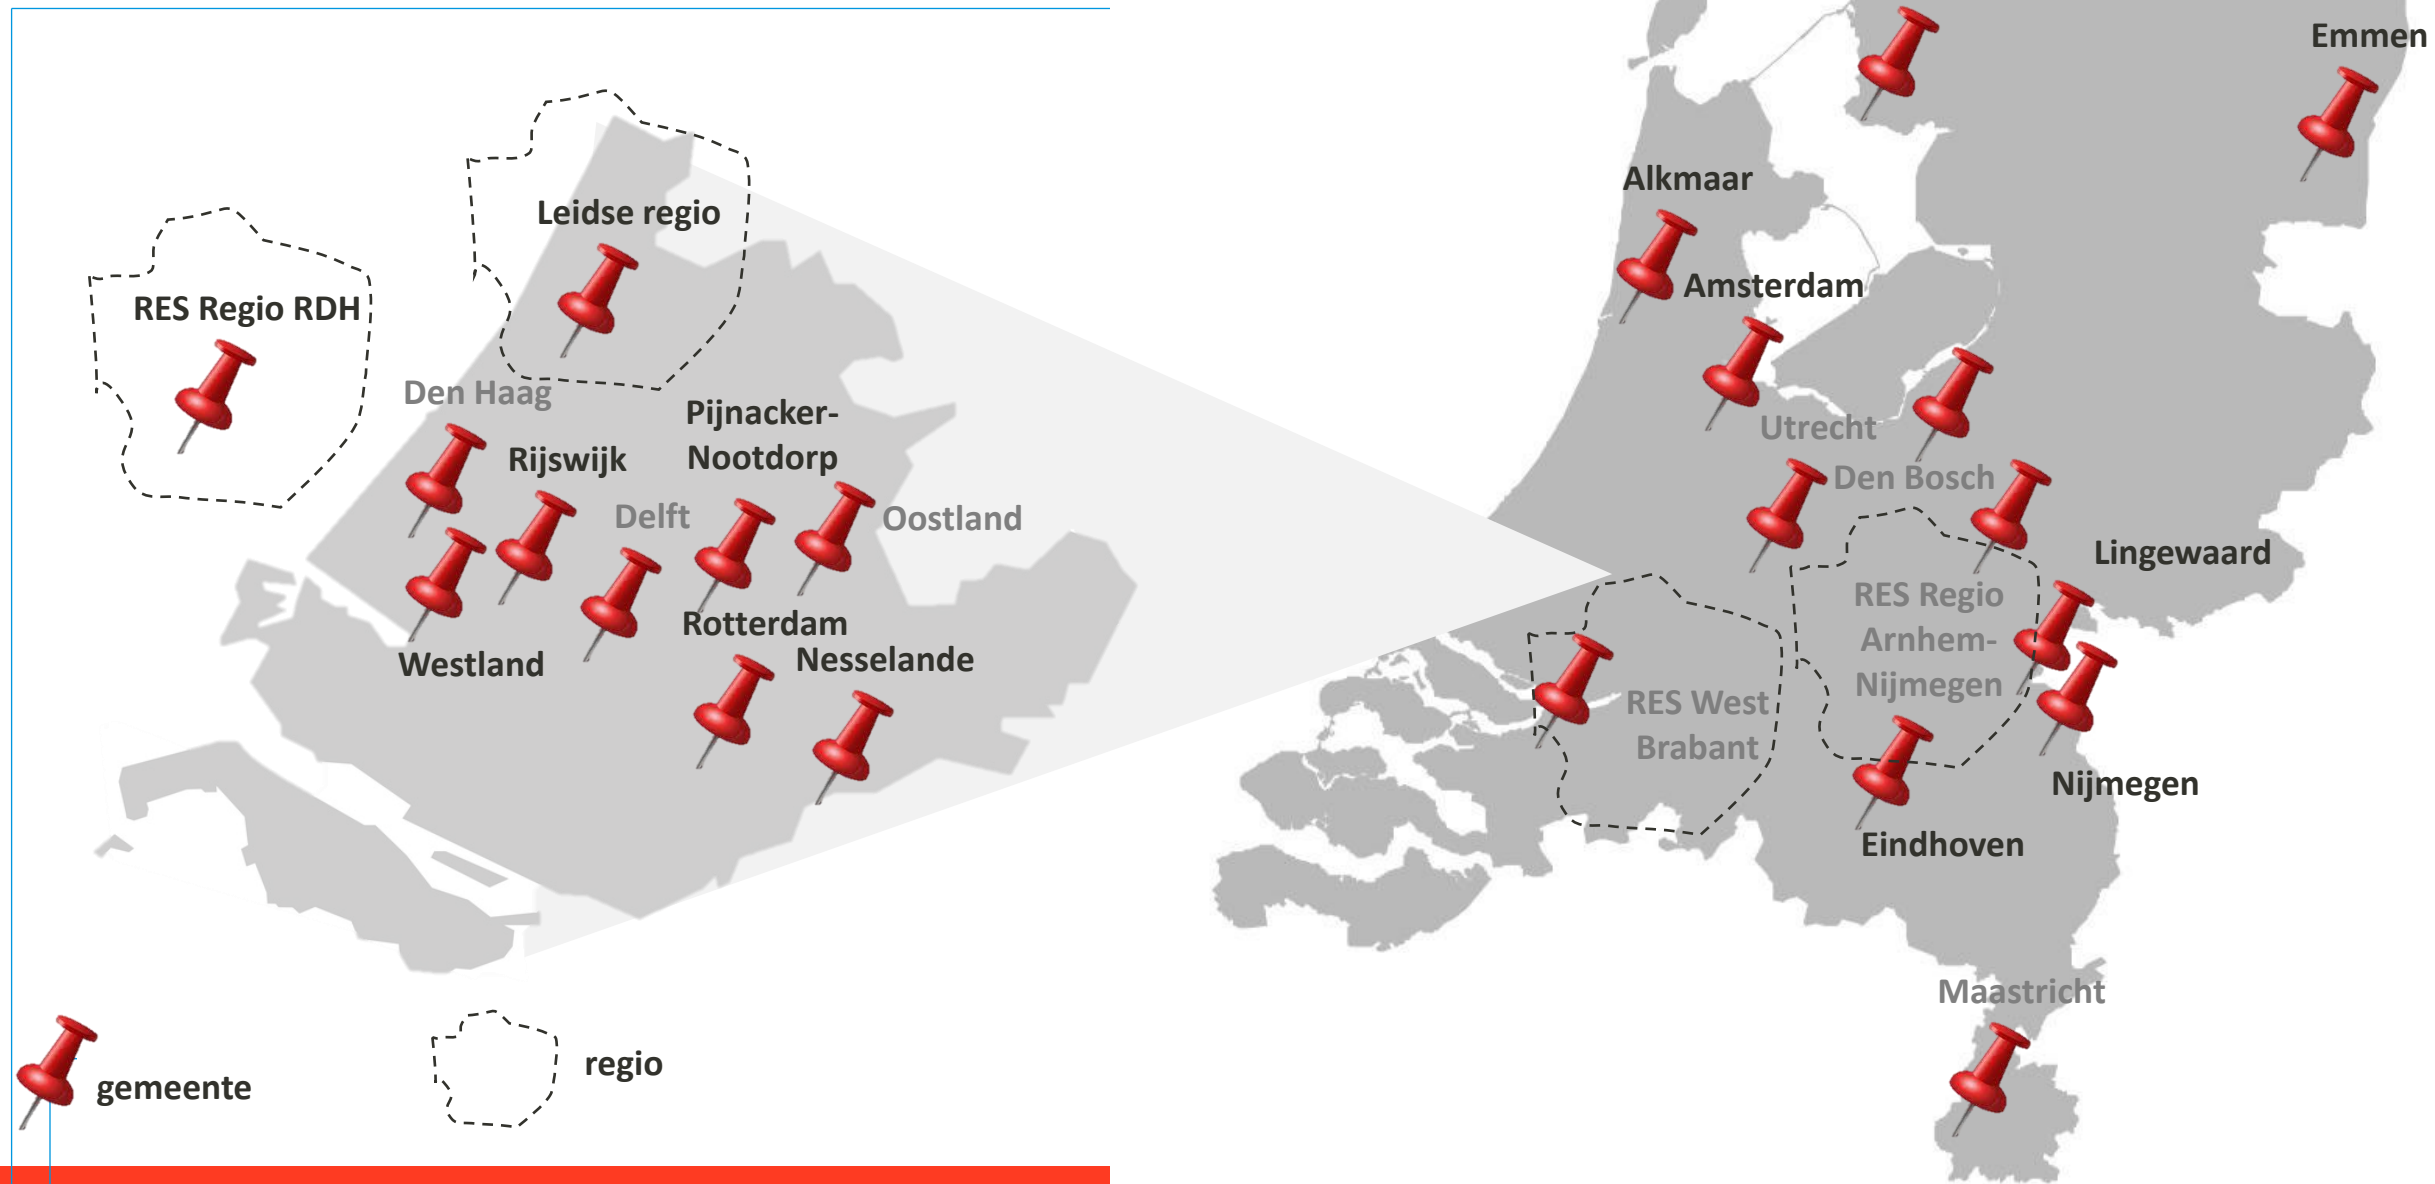 Leidse regio
RES Regio RDH
Den Haag
Pijnacker-
Nootdorp
Rijswijk
Delft
Oostland
Rotterdam
Nesselande
Westland
gemeente
regio
Emmen
Alkmaar
Amsterdam
Utrecht
Den Bosch
Lingewaard
RES Regio
Arnhem-
Nijmegen
RES West
Brabant
Nijmegen
Eindhoven
Maastricht